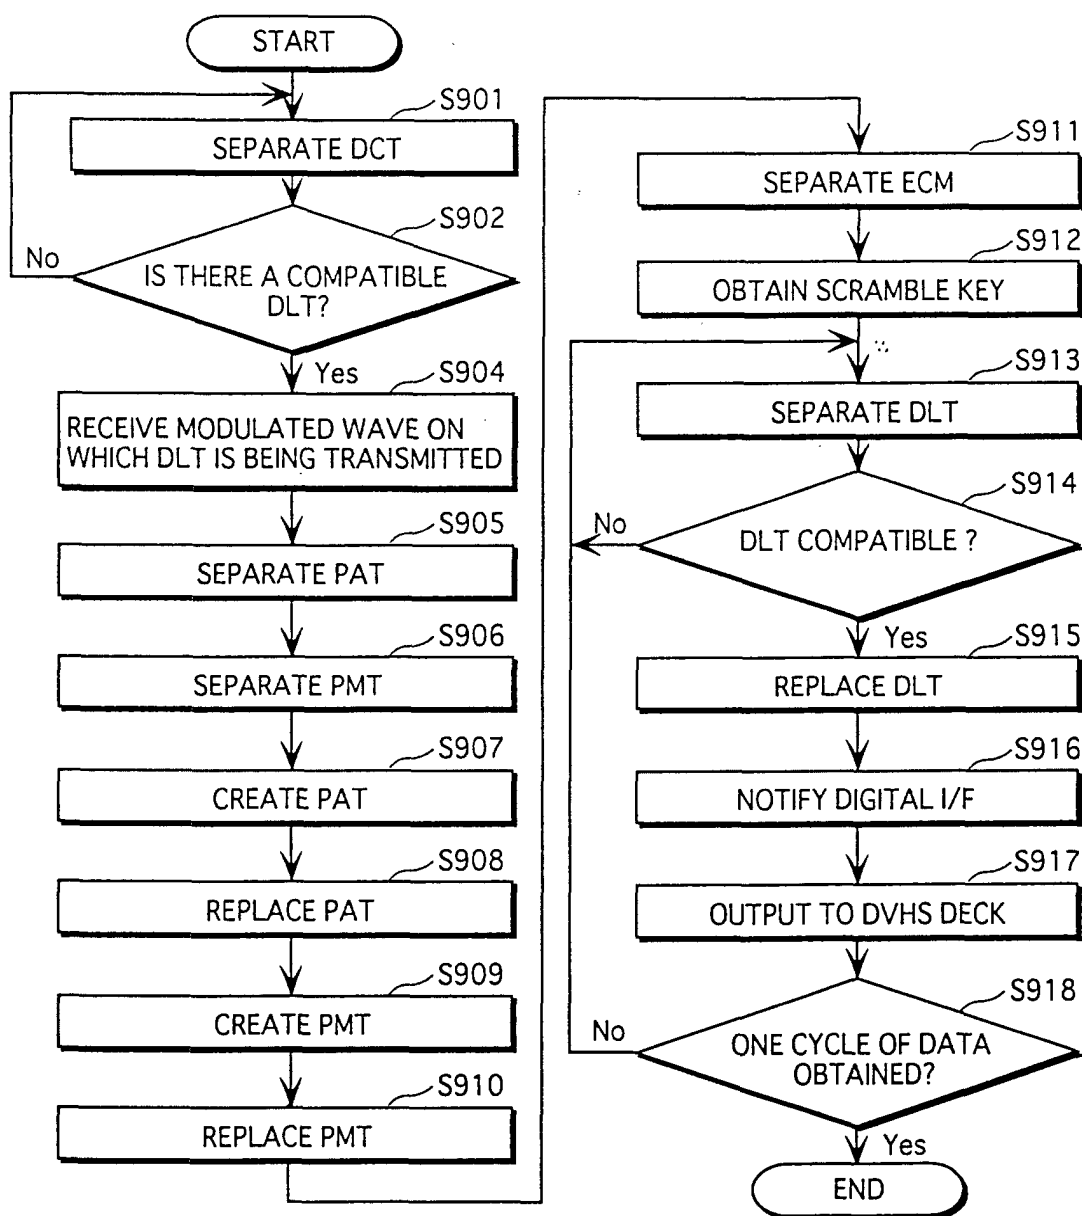 START
S901
SEPARATE DCT
S902
No
IS THERE A COMPATIBLE
DLT?
Yes
S904
RECEIVE MODULATED WAVE ON
WHICH DLT IS BEING TRANSMITTED
S905
SEPARATE PAT
S906
SEPARATE PMT
S907
CREATE PAT
S908
REPLACE PAT
S909
CREATE PMT
S910
REPLACE PMT
S911
SEPARATE ECM
S912
OBTAIN SCRAMBLE KEY
S913
SEPARATE DLT
S914
No
DLT COMPATIBLE ?
Yes
S915
REPLACE DLT
S916
NOTIFY DIGITAL I/F
S917
OUTPUT TO DVHS DECK
S918
No
ONE CYCLE OF DATA
OBTAINED?
Yes
END